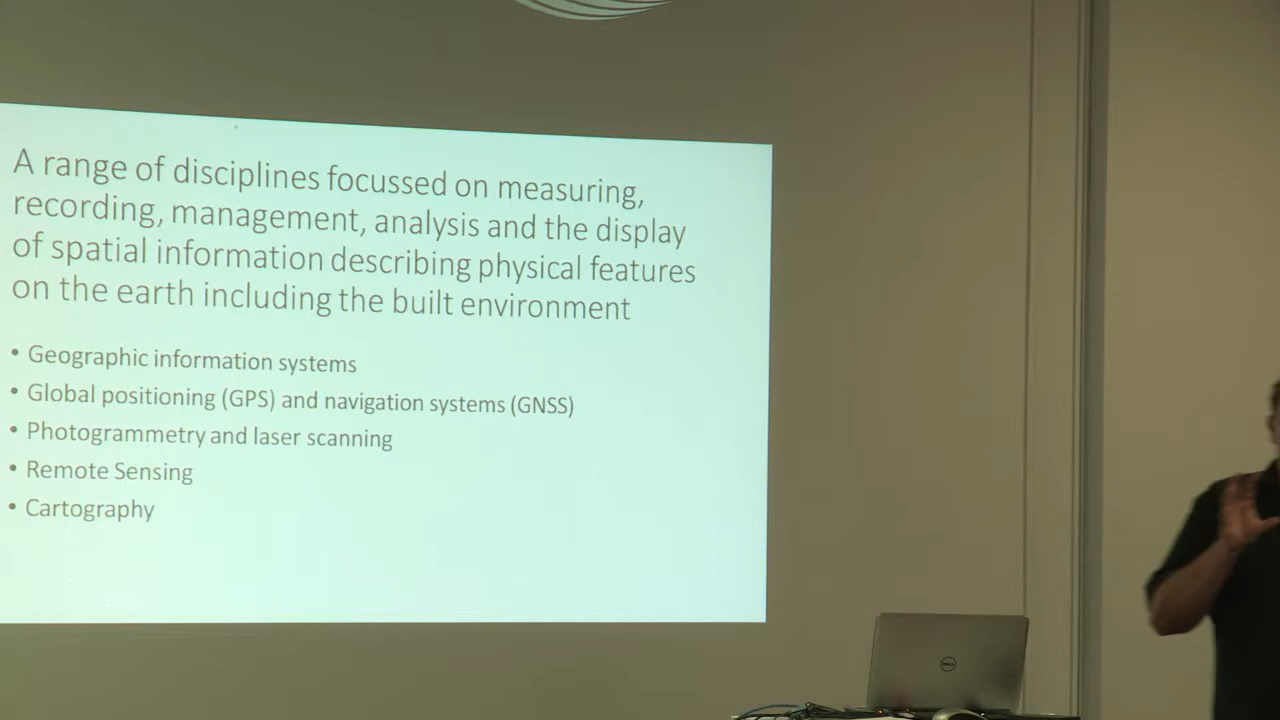 A range of disciplines focussed on measuring,
recording, management, analysis and the display
of spatial information describing physical features
on the earth including the built environment
• Geographic information systems
• Global positioning (GPS) and navigation systems (GNSS)
• Photogrammetry and laser scanning
• Remote Sensing
• Cartography
DELL